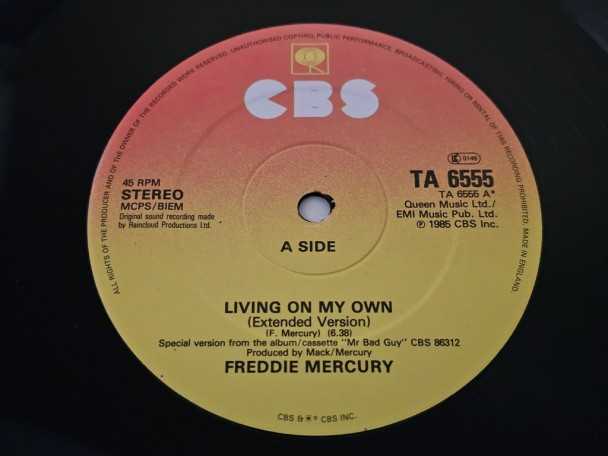 ALL RIGHTS OF THE PRODUCER AND OF THE OWNER OF THE RECORDED WORK RESERVED. UNAUTHORISED COPYING, PUBLIC PERFORMANCE, BROADCASTING, HIRING OR RENTAL OF THIS RECORDING PROHIBITED. MADE IN ENGLAND.
CBS
45 RPM
STEREO
MCPS/BIEM
Original sound recording made
by Raincloud Productions Ltd.
LC 0149
TA 6555
TA 6555 A*
Queen Music Ltd./
EMI Music Pub. Ltd.
℗ 1985 CBS Inc.
A SIDE
LIVING ON MY OWN
(Extended Version)
(F. Mercury) (6.38)
Special version from the album/cassette "Mr Bad Guy" CBS 86312
Produced by Mack/Mercury
FREDDIE MERCURY
CBS & ® CBS INC.